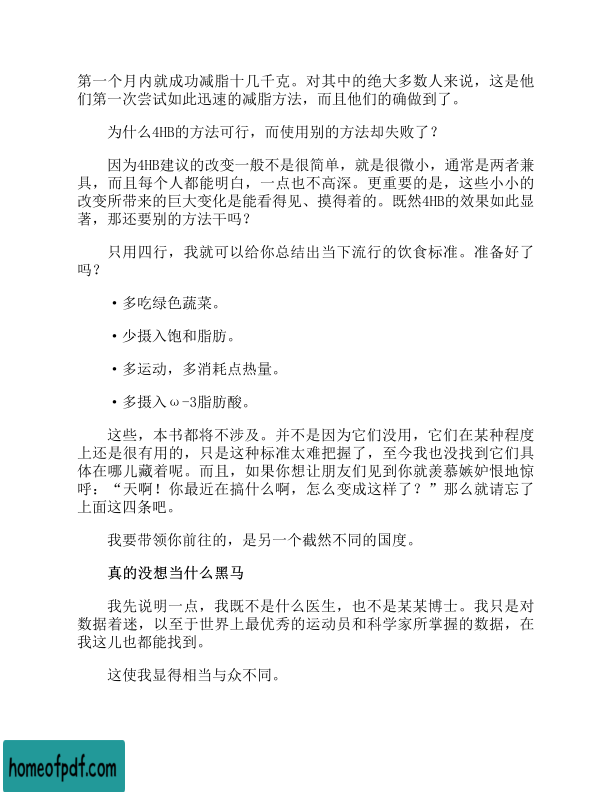 第一个月内就成功减脂十几千克。对其中的绝大多数人来说，这是他
们第一次尝试如此迅速的减脂方法，而且他们的确做到了。
为什么4HB的方法可行，而使用别的方法却失败了？
因为4HB建议的改变一般不是很简单，就是很微小，通常是两者兼
具，而且每个人都能明白，一点也不高深。更重要的是，这些小小的
改变所带来的巨大变化是能看得见、摸得着的。既然4HB的效果如此显
著，那还要别的方法干吗？
只用四行，我就可以给你总结出当下流行的饮食标准。准备好了
吗？
·多吃绿色蔬菜。
·少摄入饱和脂肪。
·多运动，多消耗点热量。
·多摄入ω-3脂肪酸。
这些，本书都将不涉及。并不是因为它们没用，它们在某种程度
上还是很有用的，只是这种标准太难把握了，至今我也没找到它们具
体在哪儿藏着呢。而且，如果你想让朋友们见到你就羡慕嫉妒恨地惊
呼：“天啊！你最近在搞什么啊，怎么变成这样了？”那么就请忘了
上面这四条吧。
我要带领你前往的，是另一个截然不同的国度。
真的没想当什么黑马
我先说明一点，我既不是什么医生，也不是某某博士。我只是对
数据着迷，以至于世界上最优秀的运动员和科学家所掌握的数据，在
我这儿也都能找到。
这使我显得相当与众不同。
homeofpdf.com